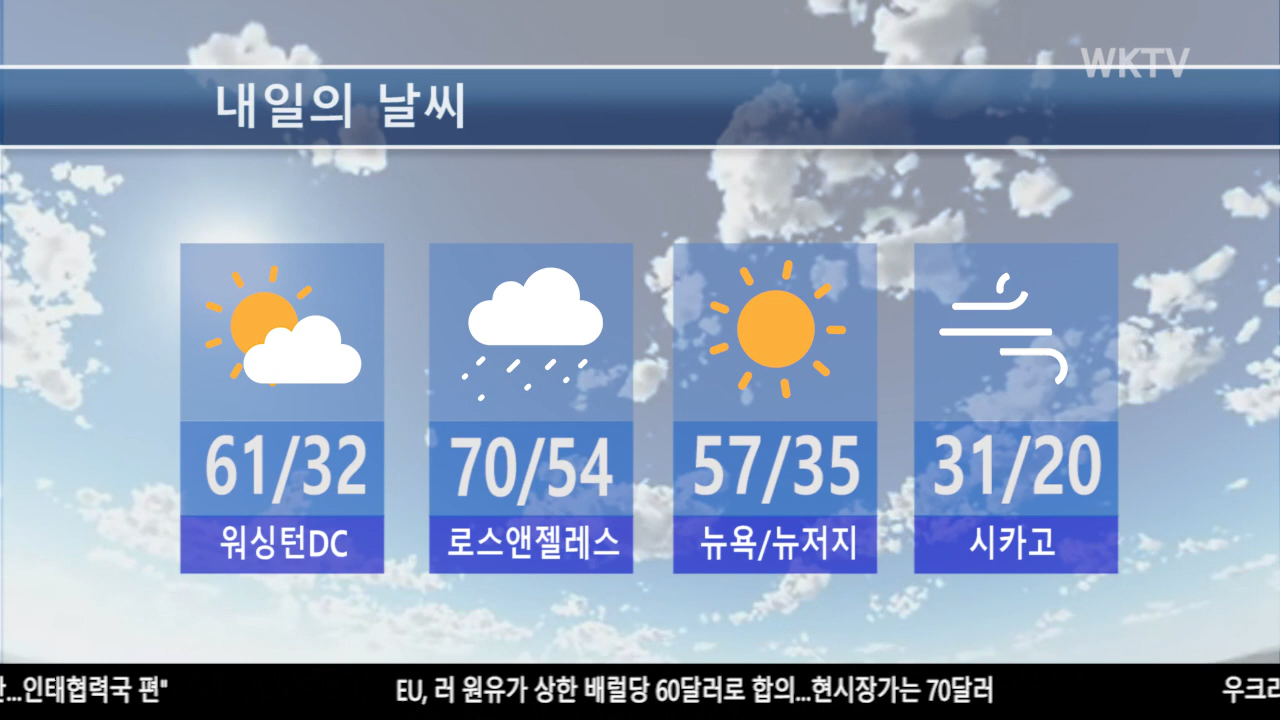 WKTV
내일의 날씨
61/32
워싱턴DC
70/54
로스앤젤레스
57/35
뉴욕/뉴저지
31/20
시카고
...인태협력국 편"
EU, 러 원유가 상한 배럴당 60달러로 합의...현시장가는 70달러